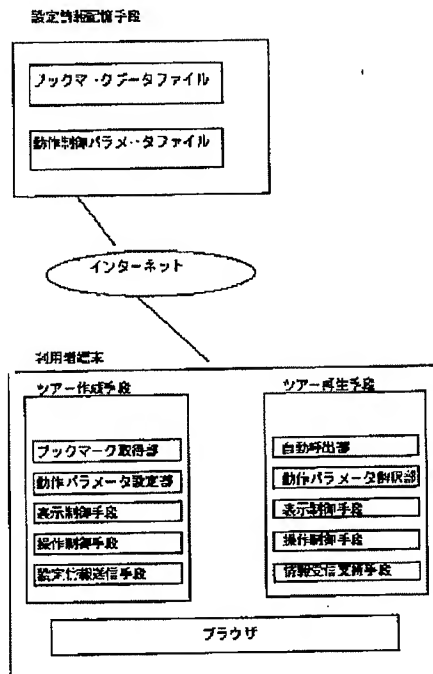 設定情報記憶手段
ブックマークデータファイル
動作制御パラメータファイル
インターネット
利用者端末
ツアー作成手段
ブックマーク取得部
動作パラメータ設定部
表示制御手段
操作制御手段
設定情報送信手段
ツアー再生手段
自動呼出部
動作パラメータ解釈部
表示制御手段
操作制御手段
情報受信支援手段
ブラウザ